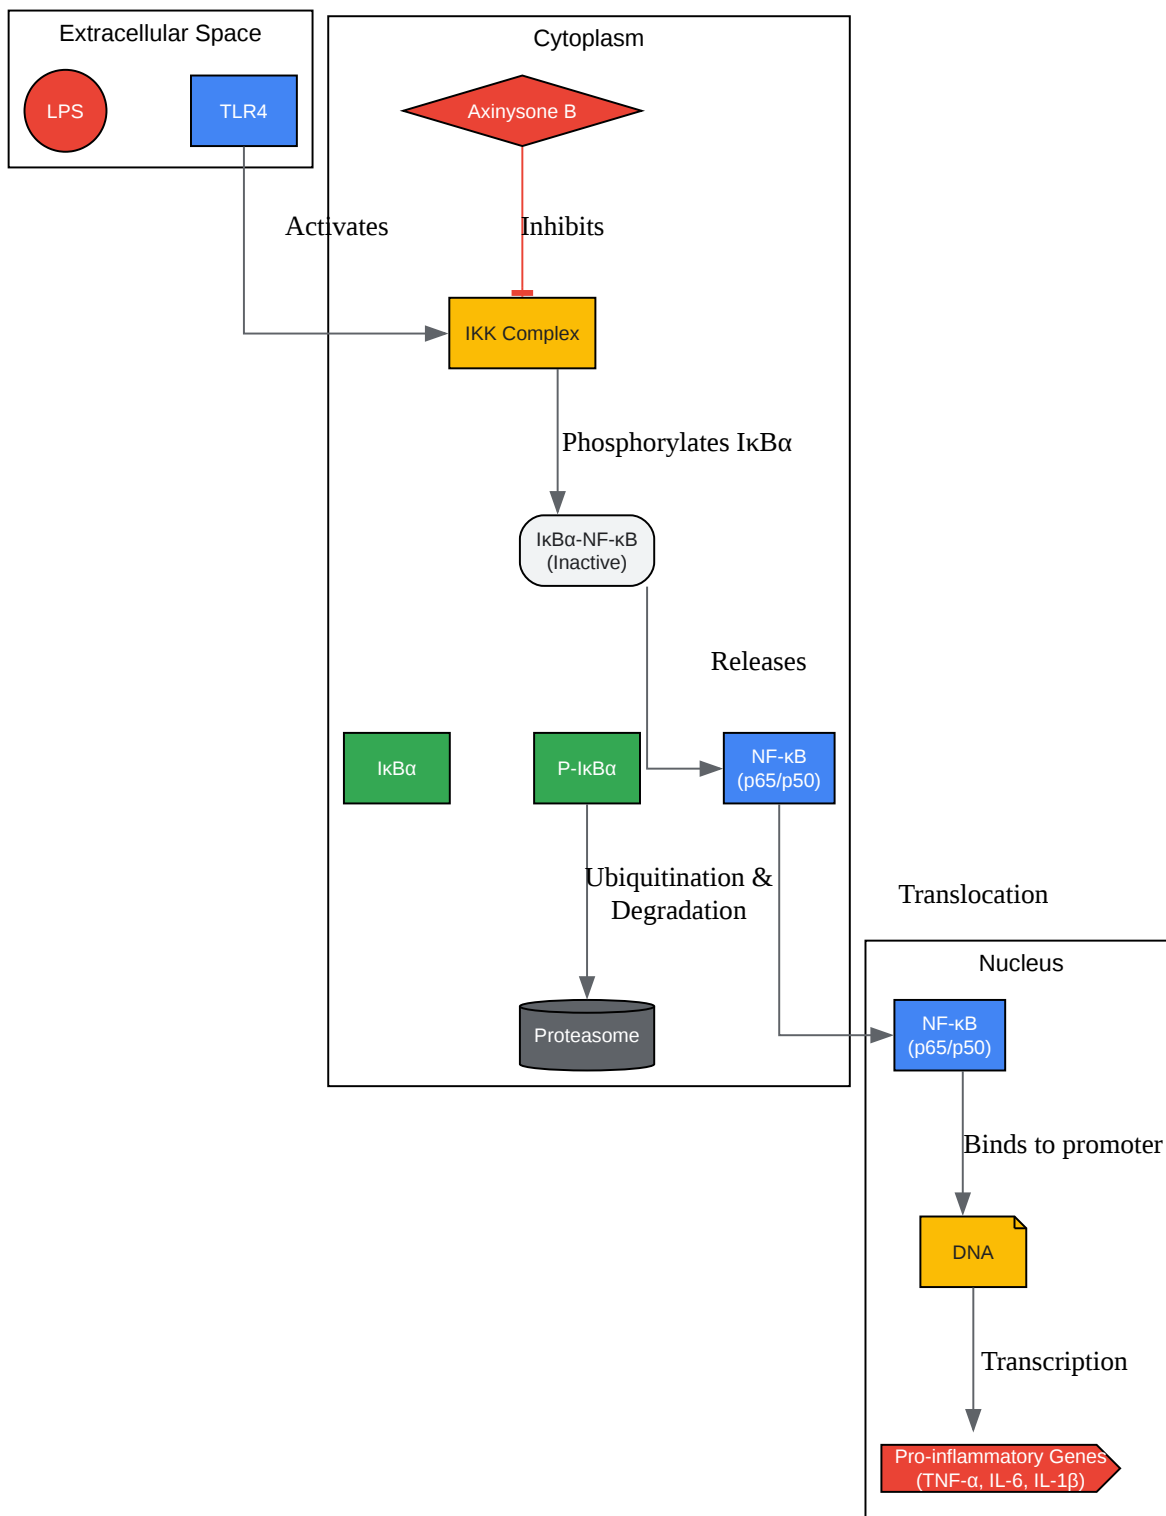 Extracellular Space
Cytoplasm
LPS
TLR4
Axinysone B
Activates
Inhibits
IKK Complex
Phosphorylates IκBα
IκBα-NF-κB
(Inactive)
Releases
IκBα
P-IκBα
NF-κB
(p65/p50)
Ubiquitination &
Degradation
Translocation
Nucleus
Proteasome
NF-κB
(p65/p50)
Binds to promoter
DNA
Transcription
Pro-inflammatory Genes
(TNF-α, IL-6, IL-1β)